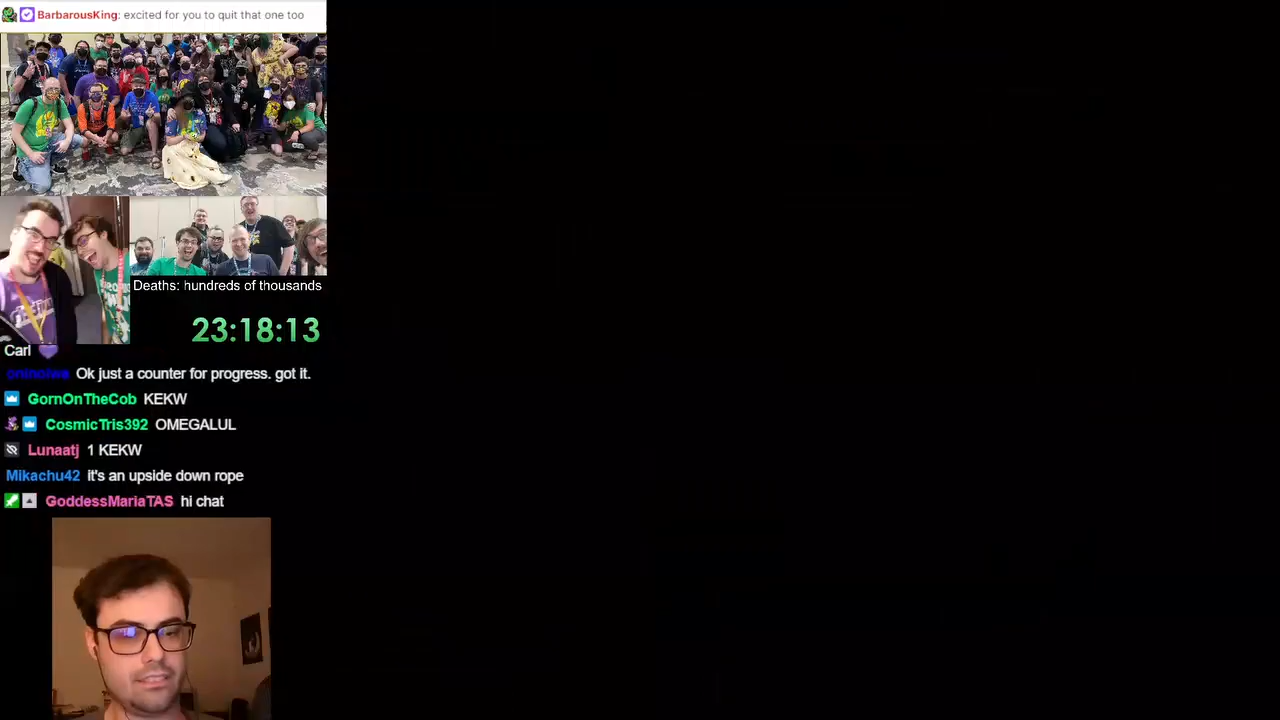 BarbarousKing: excited for you to quit that one too
Deaths: hundreds of thousands
23:18:13
Carl
Ok just a counter for progress. got it.
GornOnTheCob KEKW
CosmicTris392 OMEGALUL
Lunaatj 1 KEKW
Mikachu42 it's an upside down rope
GoddessMariaTAS hi chat